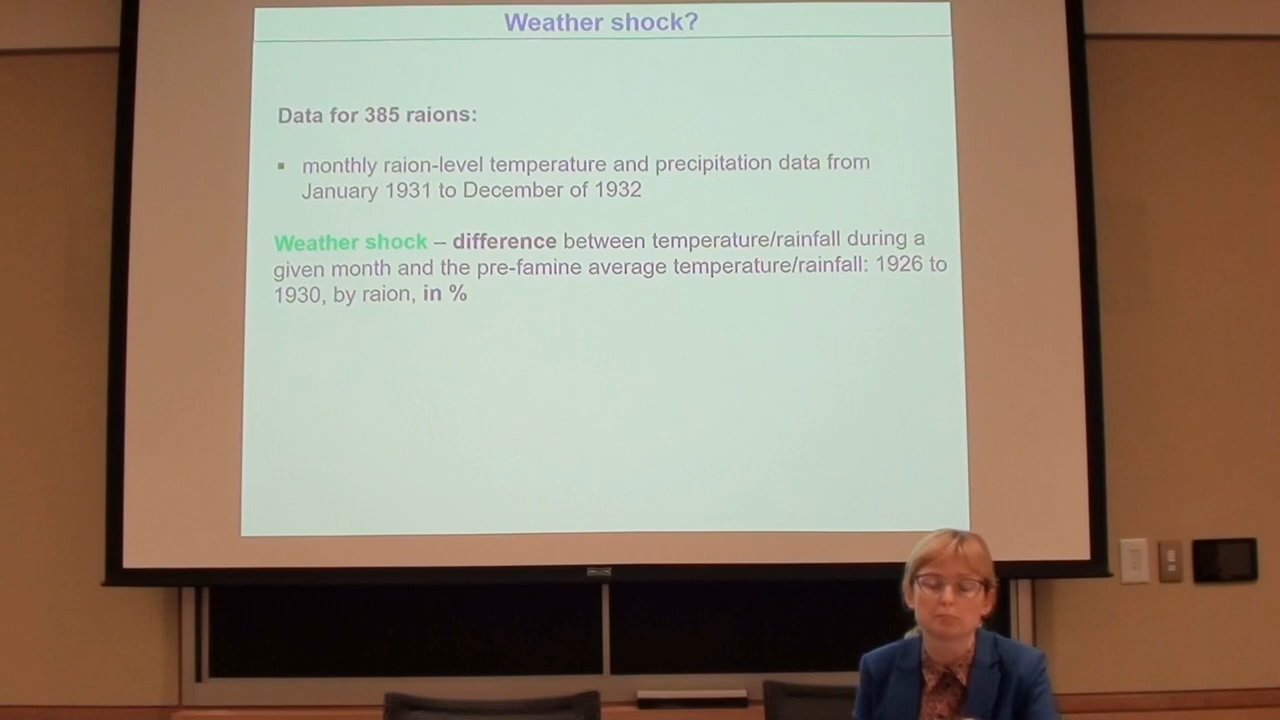 Weather shock?
Data for 385 raions:
▪ monthly raion-level temperature and precipitation data from
January 1931 to December of 1932
Weather shock – difference between temperature/rainfall during a
given month and the pre-famine average temperature/rainfall: 1926 to
1930, by raion, in %